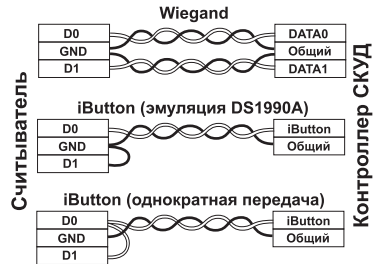 Wiegand
D0
GND
D1
DATA0
Общий
DATA1
iButton (эмуляция DS1990A)
D0
GND
D1
iButton
Общий
iButton (однократная передача)
D0
GND
D1
iButton
Общий
Считыватель
Контроллер СКУД